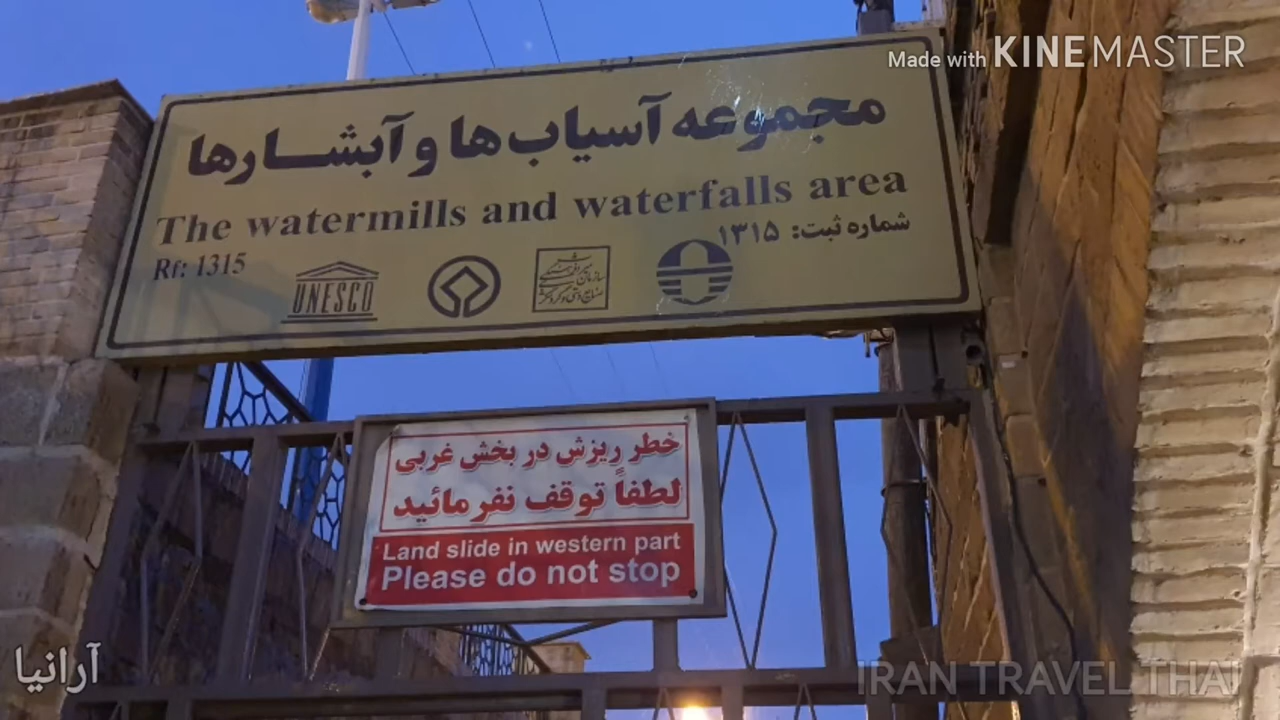 Made with KINEMASTER
مجموعه آسیاب‌ها و آبشــارها
The watermills and waterfalls area
شماره ثبت: ۱۳۱۵
Rf: 1315
UNESCO
خطر ریزش در بخش غربی
لطفاً توقف نفرمائید
Land slide in western part
Please do not stop
آرانیا
IRAN TRAVEL THAI